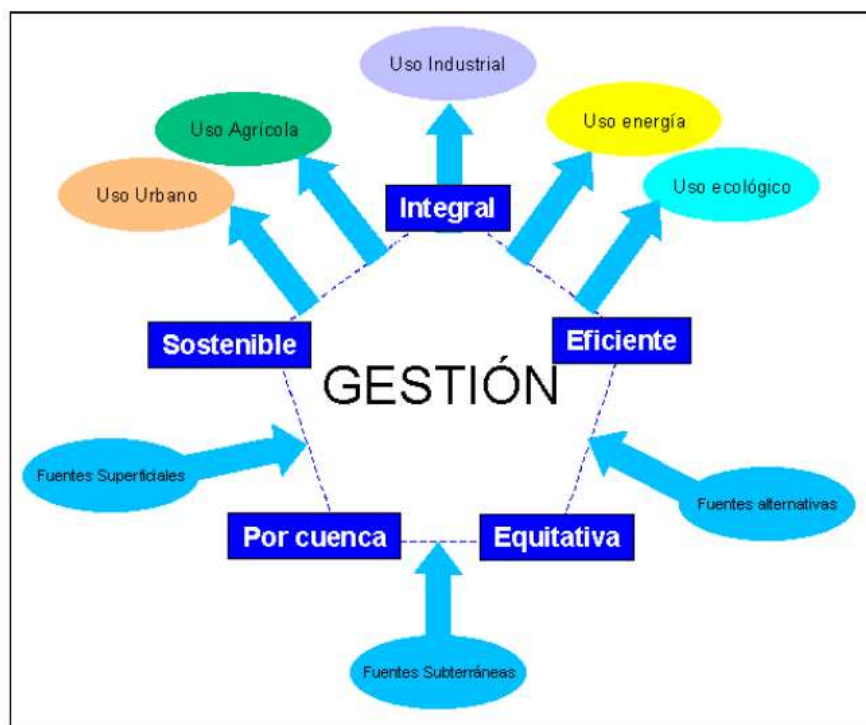 Uso Industrial
Uso Agrícola
Uso energía
Uso Urbano
Uso ecológico
Integral
Sostenible
Eficiente
GESTIÓN
Fuentes Superficiales
Fuentes alternativas
Por cuenca
Equitativa
Fuentes Subterráneas